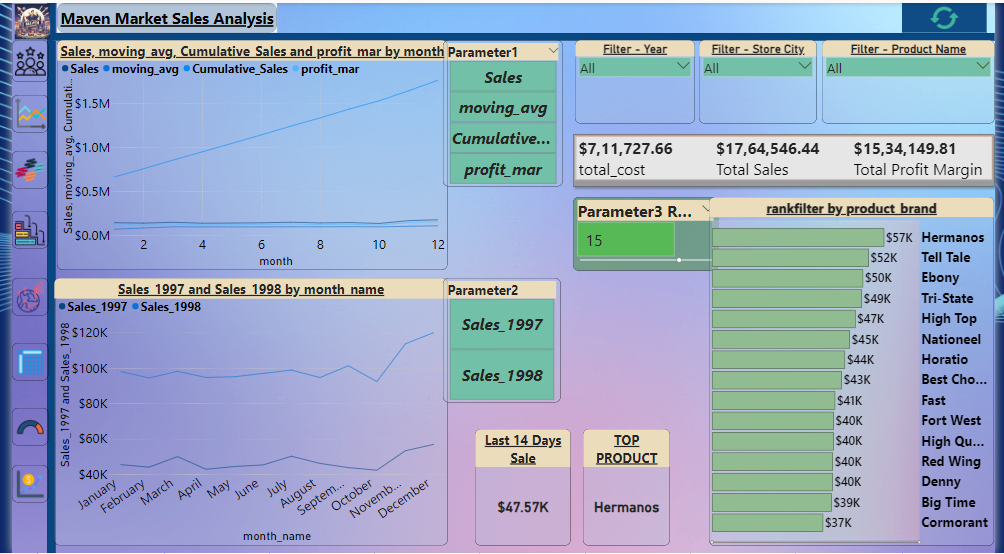 Maven Market Sales Analysis
Sales, moving_avg, Cumulative_Sales and profit_mar by month
Sales moving_avg Cumulative_Sales profit_mar
Sales, moving_avg, Cumulati...
$1.5M
$1.0M
$0.5M
$0.0M
2 4 6 8 10 12
month
Parameter1
Sales
moving_avg
Cumulative...
profit_mar
Filter - Year
All
Filter - Store City
All
Filter - Product Name
All
$7,11,727.66
total_cost
$17,64,546.44
Total Sales
$15,34,149.81
Total Profit Margin
Parameter3 R...
15
rankfilter by product_brand
$57K Hermanos
$52K Tell Tale
$50K Ebony
$49K Tri-State
$47K High Top
$45K Nationeel
$44K Horatio
$43K Best Cho...
$41K Fast
$40K Fort West
$40K High Qu...
$40K Red Wing
$40K Denny
$39K Big Time
$37K Cormorant
Sales_1997 and Sales_1998 by month_name
Sales_1997 Sales_1998
Sales_1997 and Sales_1998
$120K
$100K
$80K
$60K
$40K
January February March April May June July August Septem... October Novemb... December
month_name
Parameter2
Sales_1997
Sales_1998
Last 14 Days
Sale
$47.57K
TOP
PRODUCT
Hermanos